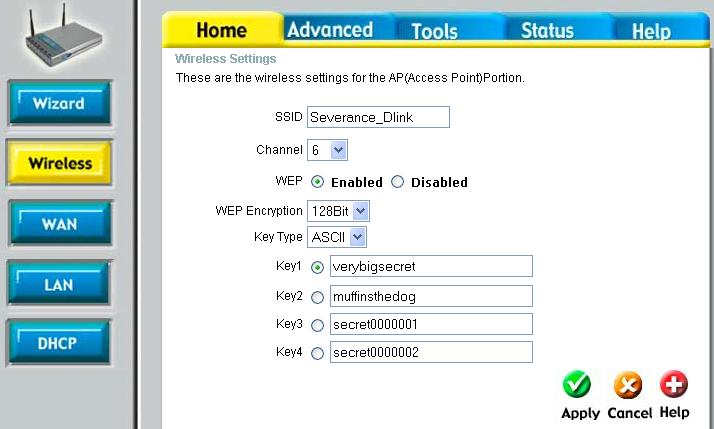 Home Advanced Tools Status Help
Wireless Settings
These are the wireless settings for the AP(Access Point)Portion.
Wizard
Wireless
WAN
LAN
DHCP
SSID Severance_Dlink
Channel 6
WEP Enabled Disabled
WEP Encryption 128Bit
Key Type ASCII
Key1 verybigsecret
Key2 muffinsthedog
Key3 secret0000001
Key4 secret0000002
Apply Cancel Help